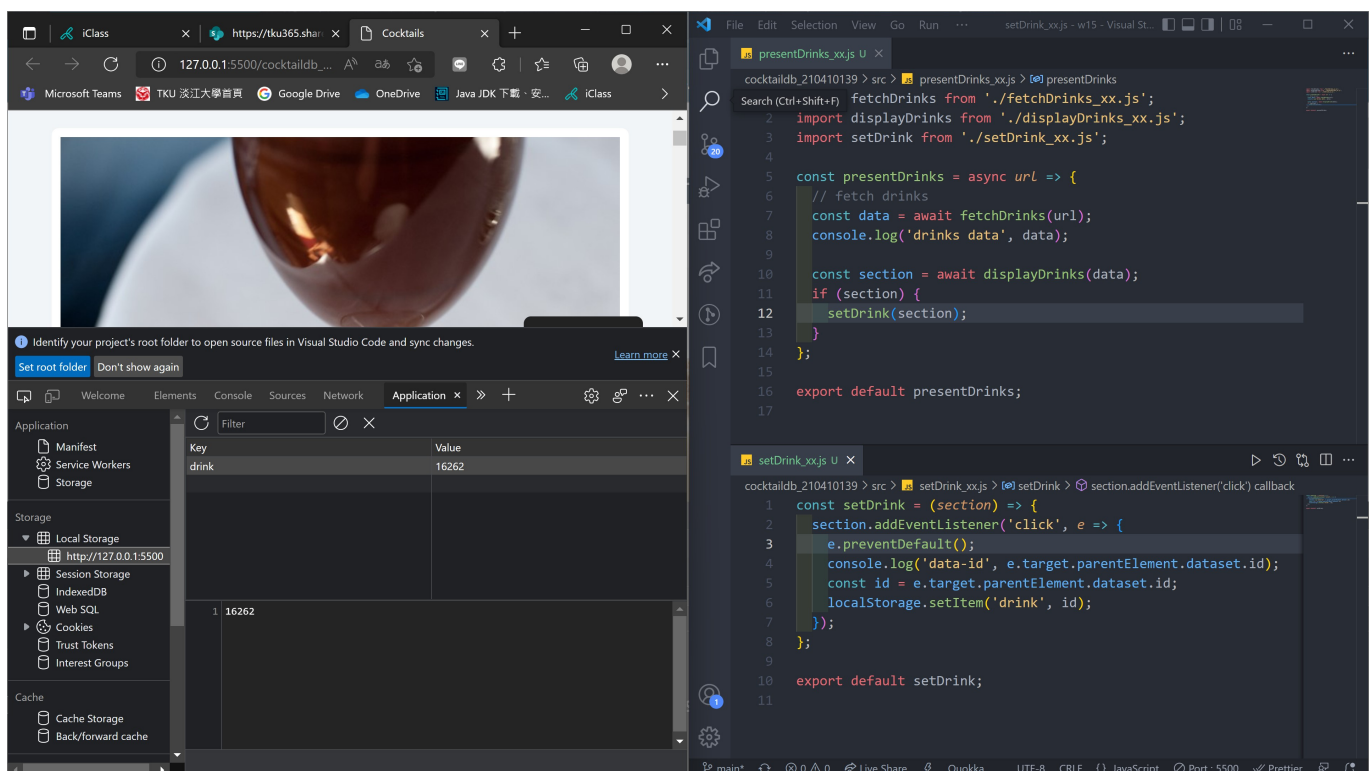 iClass
https://tku365.shar
Cocktails
127.0.0.1:5500/cocktaildb_...
Microsoft Teams
TKU 淡江大學首頁
Google Drive
OneDrive
Java JDK 下載 - 安...
iClass
Identify your project's root folder to open source files in Visual Studio Code and sync changes.
Learn more
Set root folder
Don't show again
Welcome
Elements
Console
Sources
Network
Application
Application
Manifest
Service Workers
Storage
Storage
Local Storage
http://127.0.0.1:5500
Session Storage
IndexedDB
Web SQL
Cookies
Trust Tokens
Interest Groups
Cache
Cache Storage
Back/forward cache
Filter
Key Value
drink 16262
1 16262
File Edit Selection View Go Run ··· setDrink_xx.js - w15 - Visual St...
presentDrinks_xx.js U
cocktaildb_210410139 > src > JS presentDrinks_xx.js > presentDrinks
Search (Ctrl+Shift+F)
fetchDrinks from './fetchDrinks_xx.js';
2 import displayDrinks from './displayDrinks_xx.js';
3 import setDrink from './setDrink_xx.js';
4
5 const presentDrinks = async url => {
6 // fetch drinks
7 const data = await fetchDrinks(url);
8 console.log('drinks data', data);
9
10 const section = await displayDrinks(data);
11 if (section) {
12 setDrink(section);
13 }
14 };
15
16 export default presentDrinks;
17
JS setDrink_xx.js U
cocktaildb_210410139 > src > JS setDrink_xx.js > setDrink > section.addEventListener('click') callback
1 const setDrink = (section) => {
2 section.addEventListener('click', e => {
3 e.preventDefault();
4 console.log('data-id', e.target.parentElement.dataset.id);
5 const id = e.target.parentElement.dataset.id;
6 localStorage.setItem('drink', id);
7 });
8 };
9
10 export default setDrink;
11
20
1
main* 0 0 Live Share Quokka UTF-8 CRLF {} JavaScript Port : 5500 Prettier